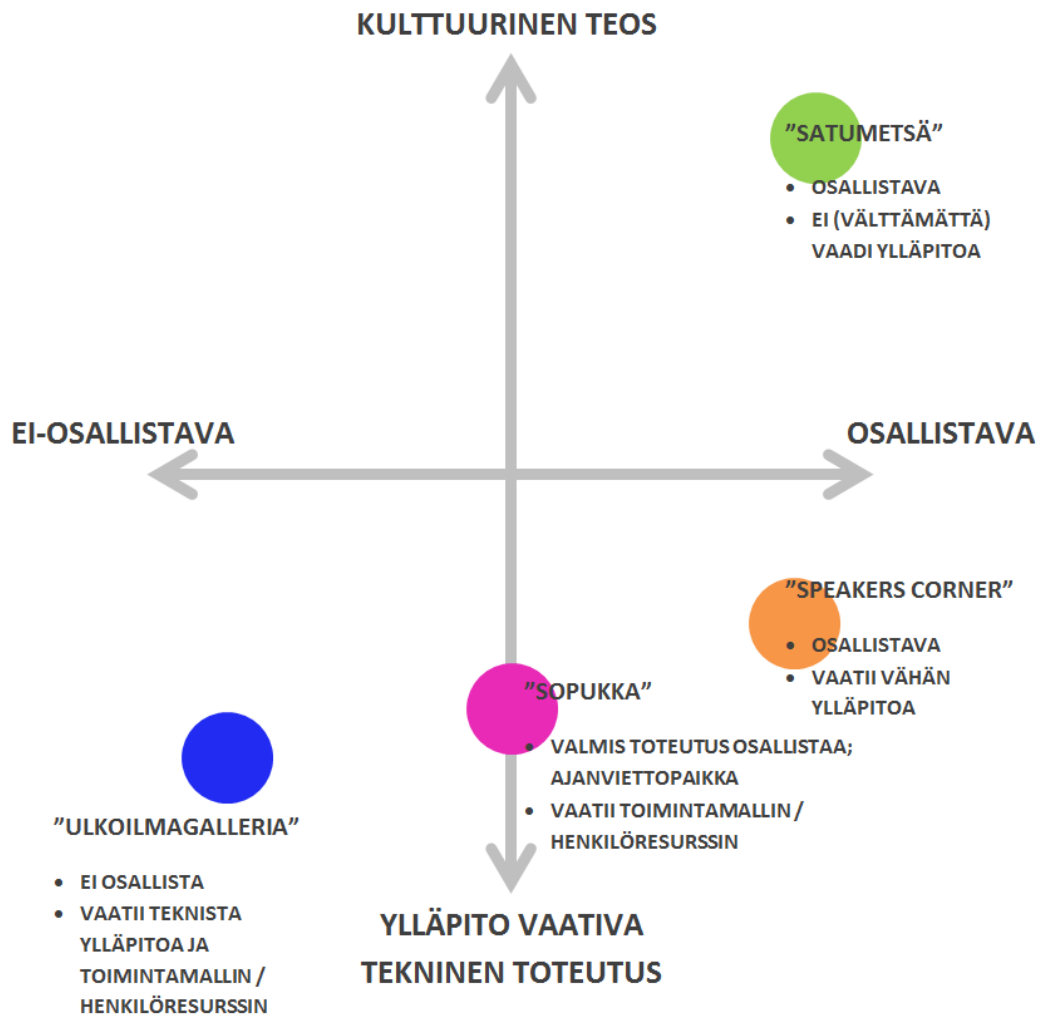 KULTTUURINEN TEOS
”SATUMETSÄ”
• OSALLISTAVA
• EI (VÄLTTÄMÄTTÄ)
VAADI YLLÄPITOA
EI-OSALLISTAVA
OSALLISTAVA
”SPEAKERS CORNER”
• OSALLISTAVA
• VAATII VÄHÄN
YLLÄPITOA
”SOPUKKA”
• VALMIS TOTEUTUS OSALLISTAA;
AJANVIETTOPAIKKA
• VAATII TOIMINTAMALLIN /
HENKILÖRESURSSIN
”ULKOILMAGALLERIA”
• EI OSALLISTA
• VAATII TEKNISTA
YLLÄPITOA JA
TOIMINTAMALLIN /
HENKILÖRESURSSIN
YLLÄPITO VAATIVA
TEKNINEN TOTEUTUS